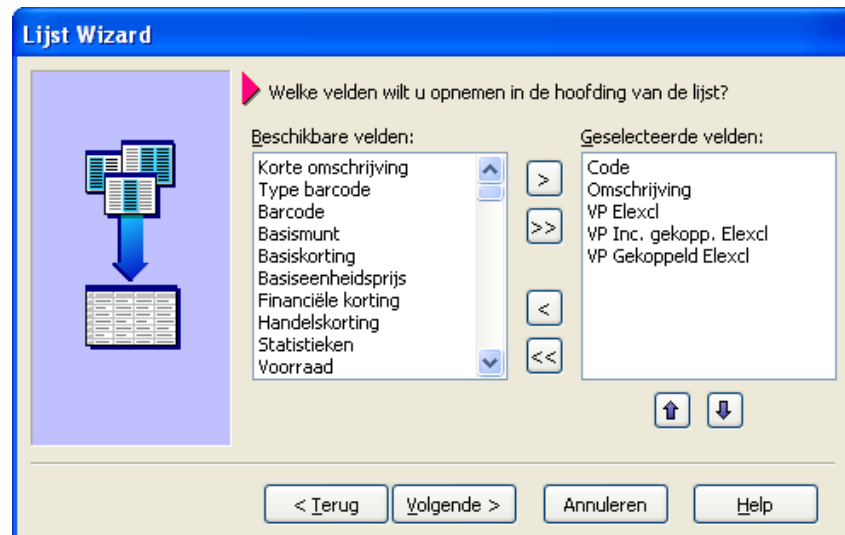 Lijst Wizard
Welke velden wilt u opnemen in de hoofding van de lijst?
Beschikbare velden:
Korte omschrijving
Type barcode
Barcode
Basismunt
Basiskorting
Basiseenheidsprijs
Financiële korting
Handelskorting
Statistieken
Voorraad
>
>>
<
<<
Geselecteerde velden:
Code
Omschrijving
VP Elexcl
VP Inc. gekopp. Elexcl
VP Gekoppeld Elexcl
< Terug
Volgende >
Annuleren
Help